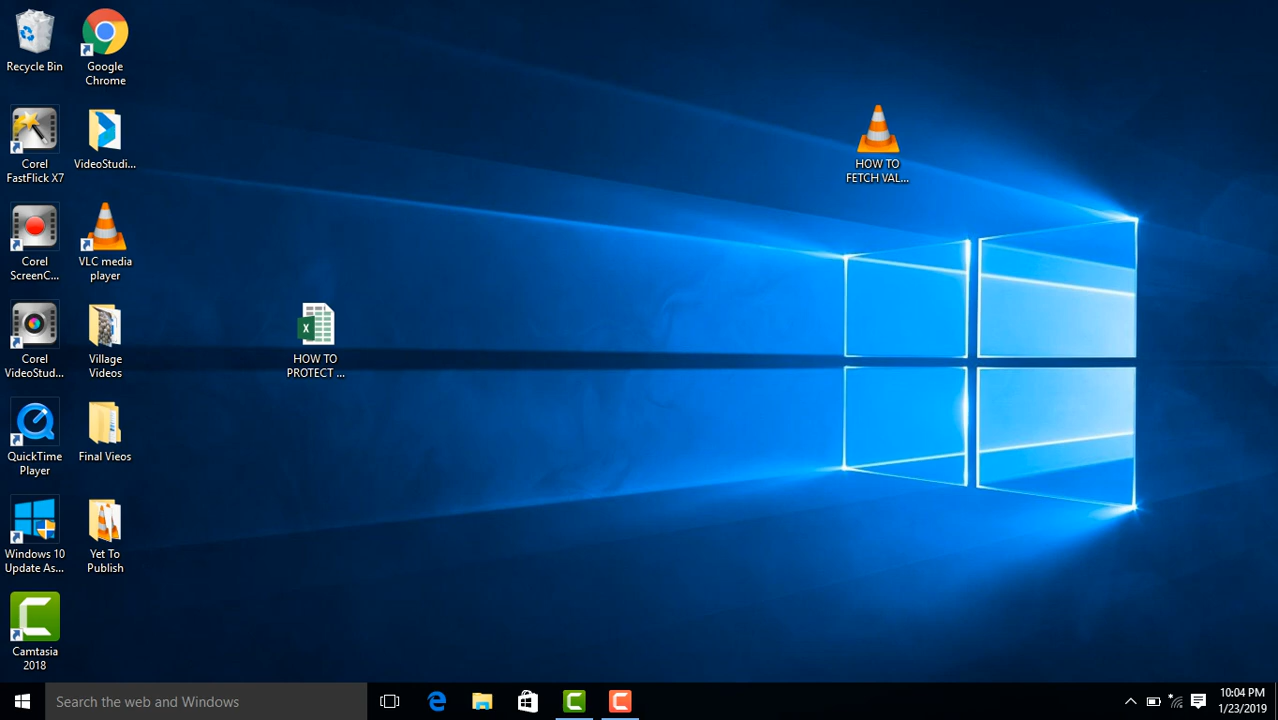 Recycle Bin
Google
Chrome
Corel
FastFlick X7
VideoStudi...
Corel
ScreenC...
VLC media
player
Corel
VideoStud...
Village
Videos
QuickTime
Player
Final Vieos
Windows 10
Update As...
Yet To
Publish
Camtasia
2018
HOW TO
PROTECT ...
HOW TO
FETCH VAL...
Search the web and Windows
10:04 PM
1/23/2019